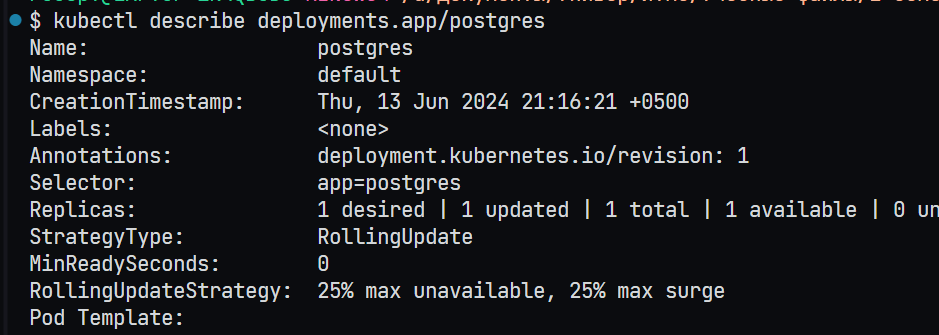 $ kubectl describe deployments.app/postgres
Name: postgres
Namespace: default
CreationTimestamp: Thu, 13 Jun 2024 21:16:21 +0500
Labels: <none>
Annotations: deployment.kubernetes.io/revision: 1
Selector: app=postgres
Replicas: 1 desired | 1 updated | 1 total | 1 available | 0 un
StrategyType: RollingUpdate
MinReadySeconds: 0
RollingUpdateStrategy: 25% max unavailable, 25% max surge
Pod Template: